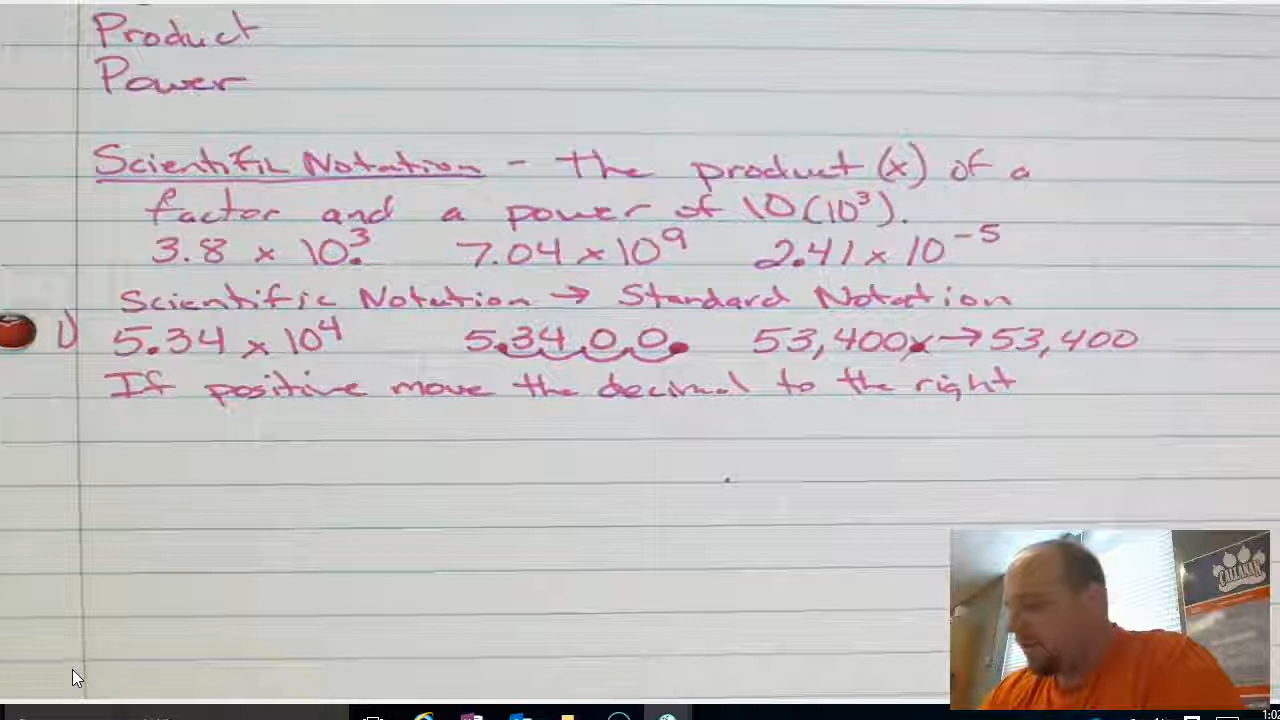 Product
Power
Scientific Notation - the product (x) of a
factor and a power of 10 (10³).
3.8 x 10³ 7.04 x 10⁹ 2.41 x 10⁻⁵
Scientific Notation → Standard Notation
1) 5.34 x 10⁴ 5.3400. 53,400. → 53,400
If positive move the decimal to the right
CALLANAN